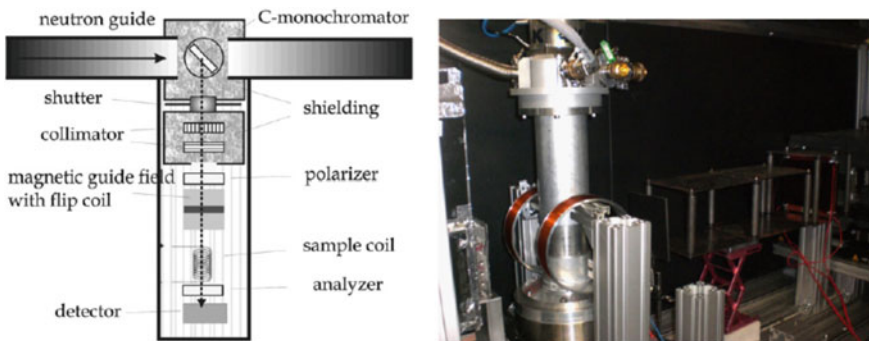 neutron guide
C-monochromator
shutter
shielding
collimator
magnetic guide field
with flip coil
polarizer
sample coil
analyzer
detector
K